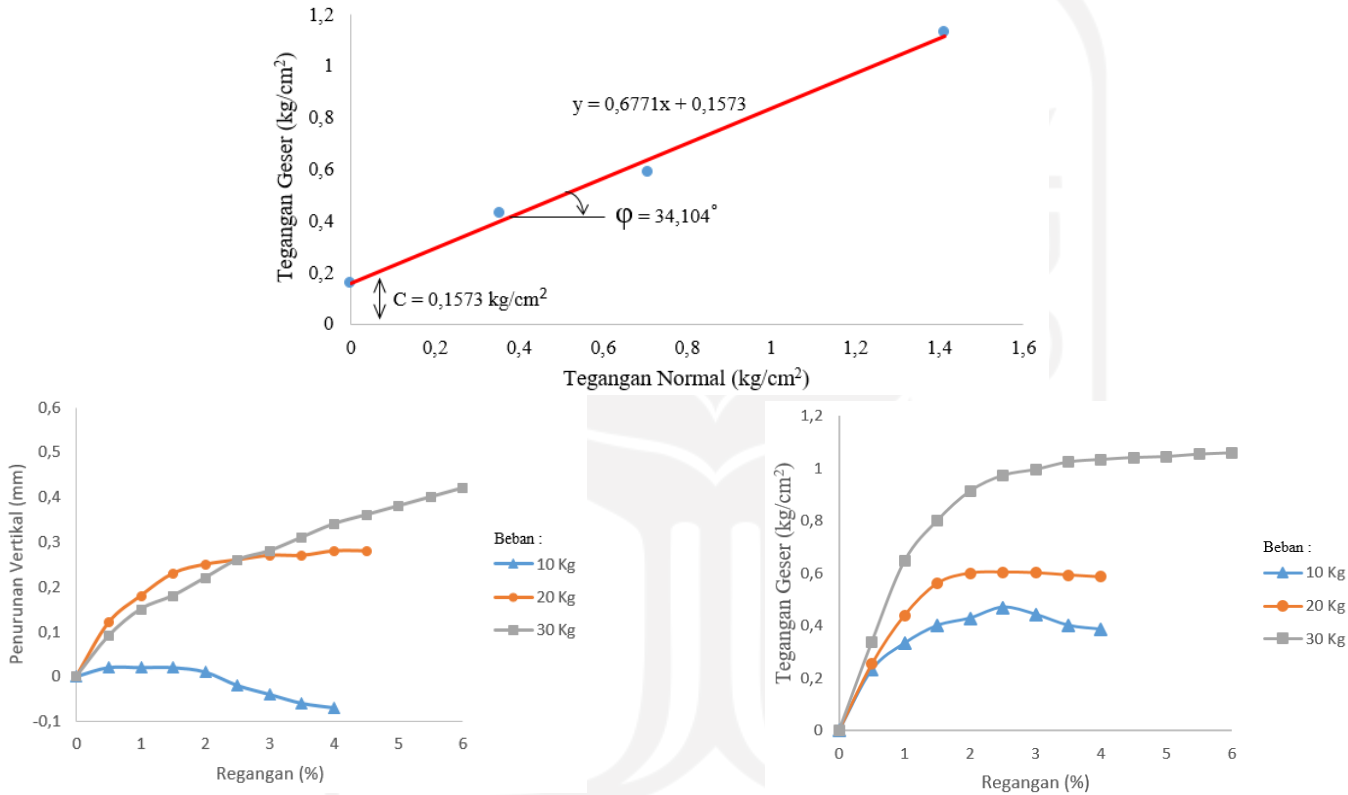 1,2
1
0,8
0,6
0,4
0,2
0
Tegangan Geser (kg/cm2)
y = 0,6771x + 0,1573
φ = 34,104°
C = 0,1573 kg/cm2
0 0,2 0,4 0,6 0,8 1 1,2 1,4 1,6
Tegangan Normal (kg/cm2)
0,6
0,5
0,4
0,3
0,2
0,1
0
-0,1
Penurunan Vertikal (mm)
0 1 2 3 4 5 6
Regangan (%)
Beban :
10 Kg
20 Kg
30 Kg
1,2
1
0,8
0,6
0,4
0,2
0
Tegangan Geser (kg/cm2)
0 1 2 3 4 5 6
Regangan (%)
Beban :
10 Kg
20 Kg
30 Kg